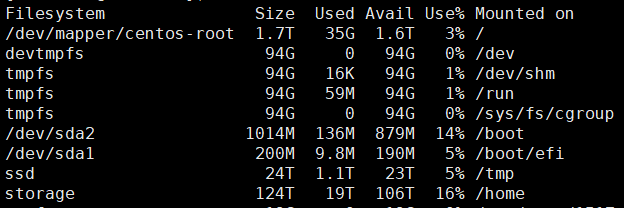 Filesystem Size Used Avail Use% Mounted on
/dev/mapper/centos-root 1.7T 35G 1.6T 3% /
devtmpfs 94G 0 94G 0% /dev
tmpfs 94G 16K 94G 1% /dev/shm
tmpfs 94G 59M 94G 1% /run
tmpfs 94G 0 94G 0% /sys/fs/cgroup
/dev/sda2 1014M 136M 879M 14% /boot
/dev/sda1 200M 9.8M 190M 5% /boot/efi
ssd 24T 1.1T 23T 5% /tmp
storage 124T 19T 106T 16% /home